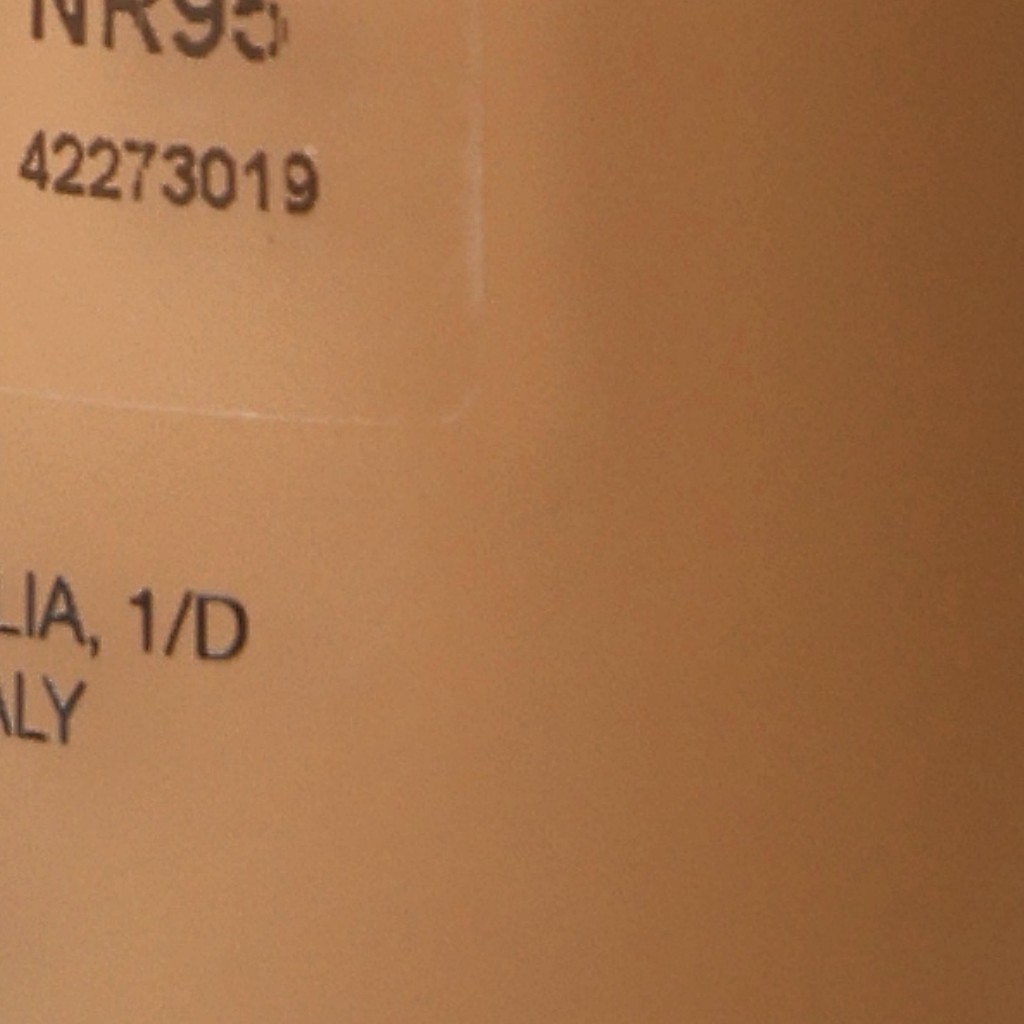 NR95
42273019
LIA, 1/D
ALY